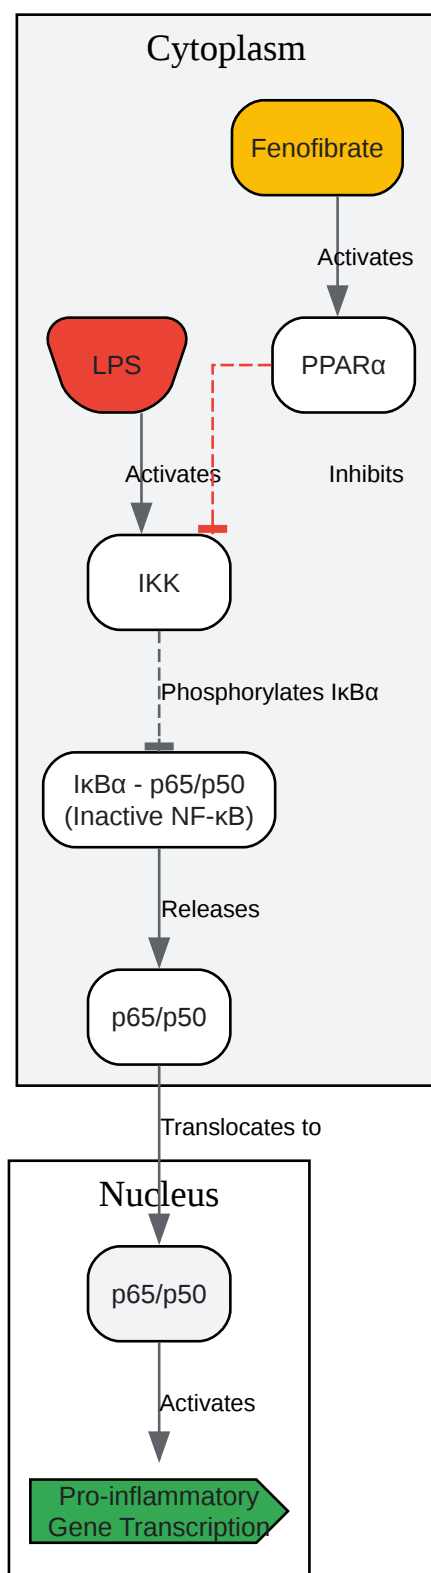 Cytoplasm
Fenofibrate
Activates
LPS
PPARα
Activates
Inhibits
IKK
Phosphorylates IκBα
IκBα - p65/p50
(Inactive NF-κB)
Releases
p65/p50
Translocates to
Nucleus
p65/p50
Activates
Pro-inflammatory
Gene Transcription